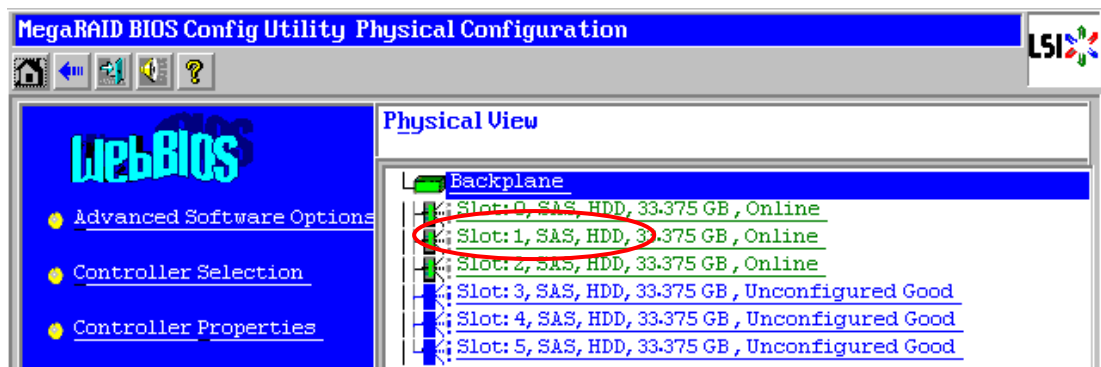 MegaRAID BIOS Config Utility Physical Configuration
LSI
?
Physical View
WebBIOS
Backplane
Slot: 0, SAS, HDD, 33.375 GB , Online
Advanced Software Options
Slot: 1, SAS, HDD, 33.375 GB , Online
Slot: 2, SAS, HDD, 33.375 GB , Online
Controller Selection
Slot: 3, SAS, HDD, 33.375 GB , Unconfigured Good
Slot: 4, SAS, HDD, 33.375 GB , Unconfigured Good
Controller Properties
Slot: 5, SAS, HDD, 33.375 GB , Unconfigured Good